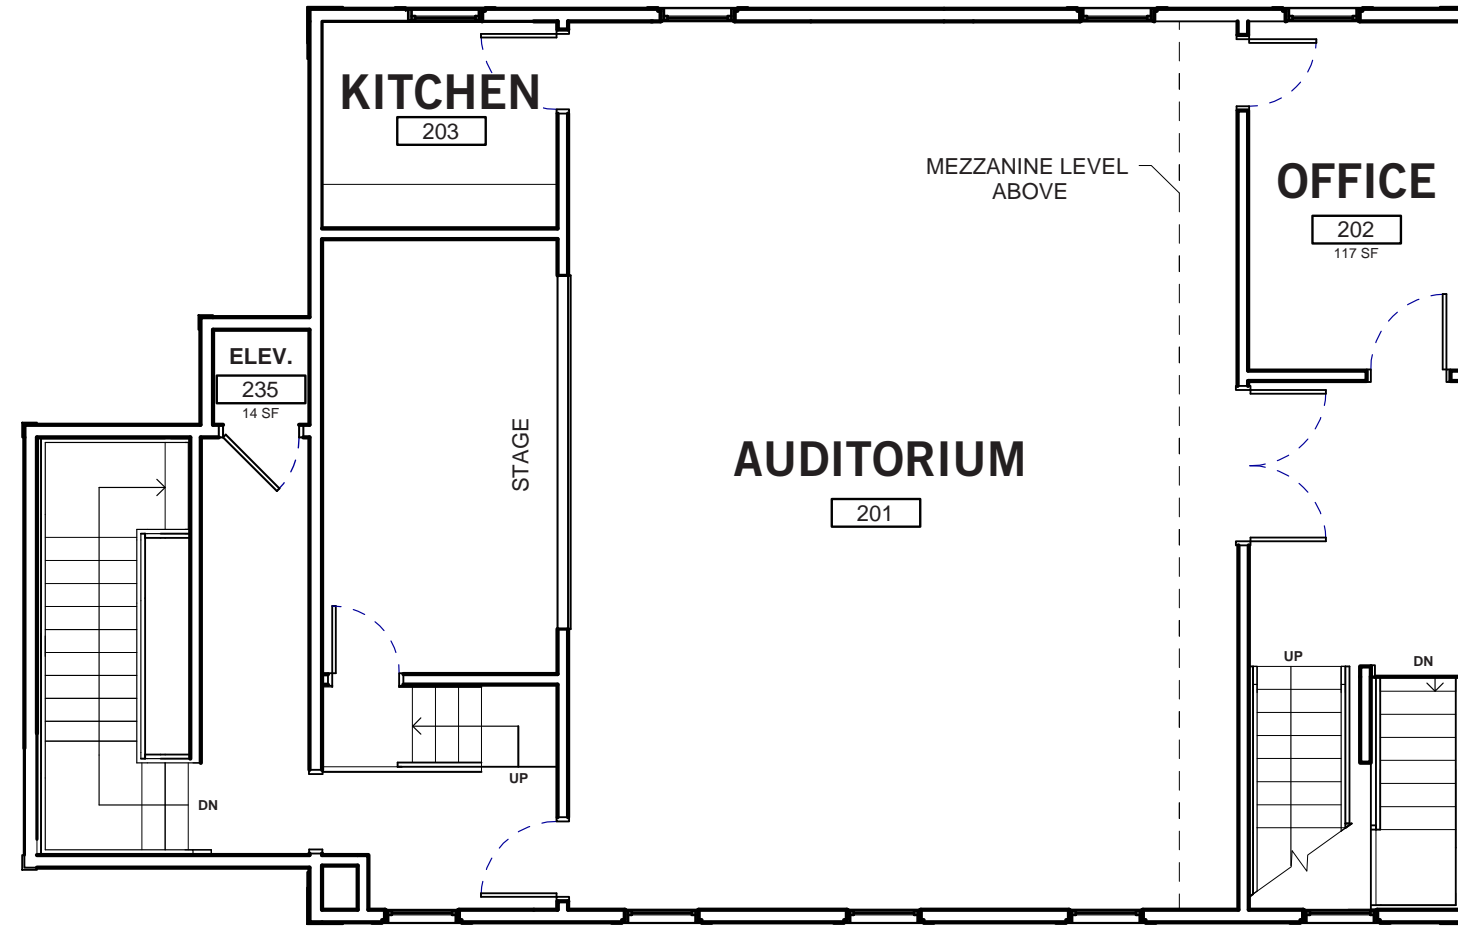 KITCHEN
203
MEZZANINE LEVEL
ABOVE
OFFICE
202
117 SF
ELEV.
235
14 SF
STAGE
AUDITORIUM
201
UP
DN
UP
DN